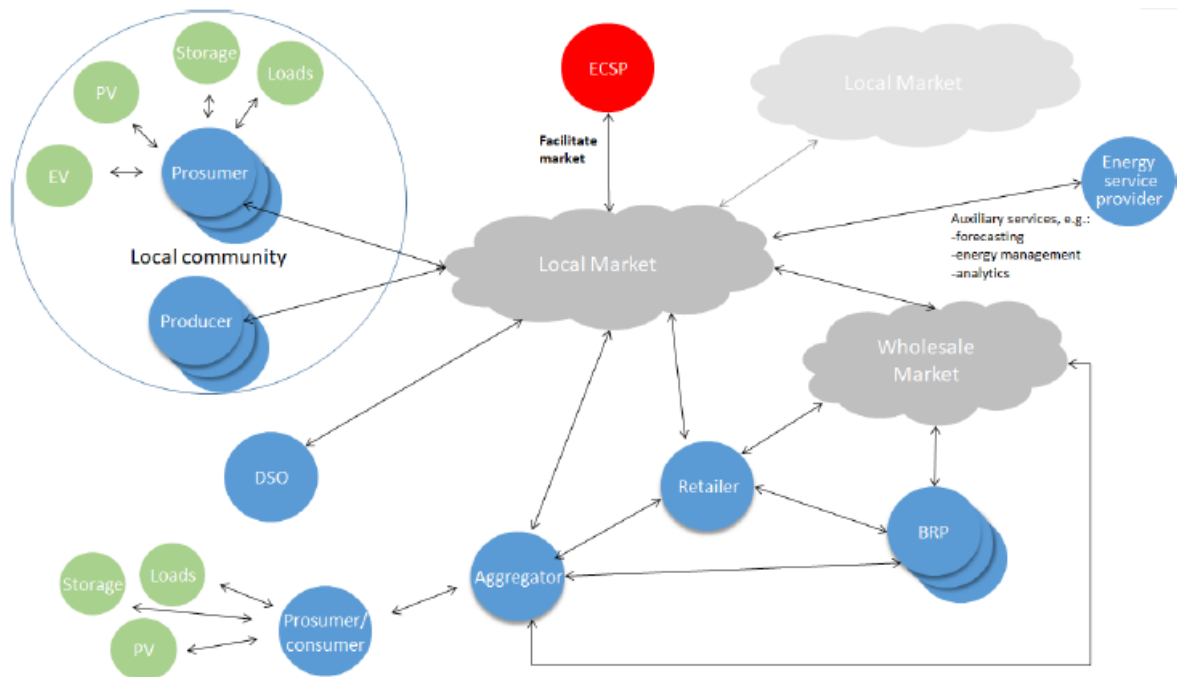 Storage
Loads
PV
EV
Prosumer
Local community
Producer
ECSP
Facilitate
market
Local Market
Local Market
Energy
service
provider
Auxiliary services, e.g.:
-forecasting
-energy management
-analytics
Wholesale
Market
DSO
Retailer
BRP
Aggregator
Storage
Loads
PV
Prosumer/
consumer